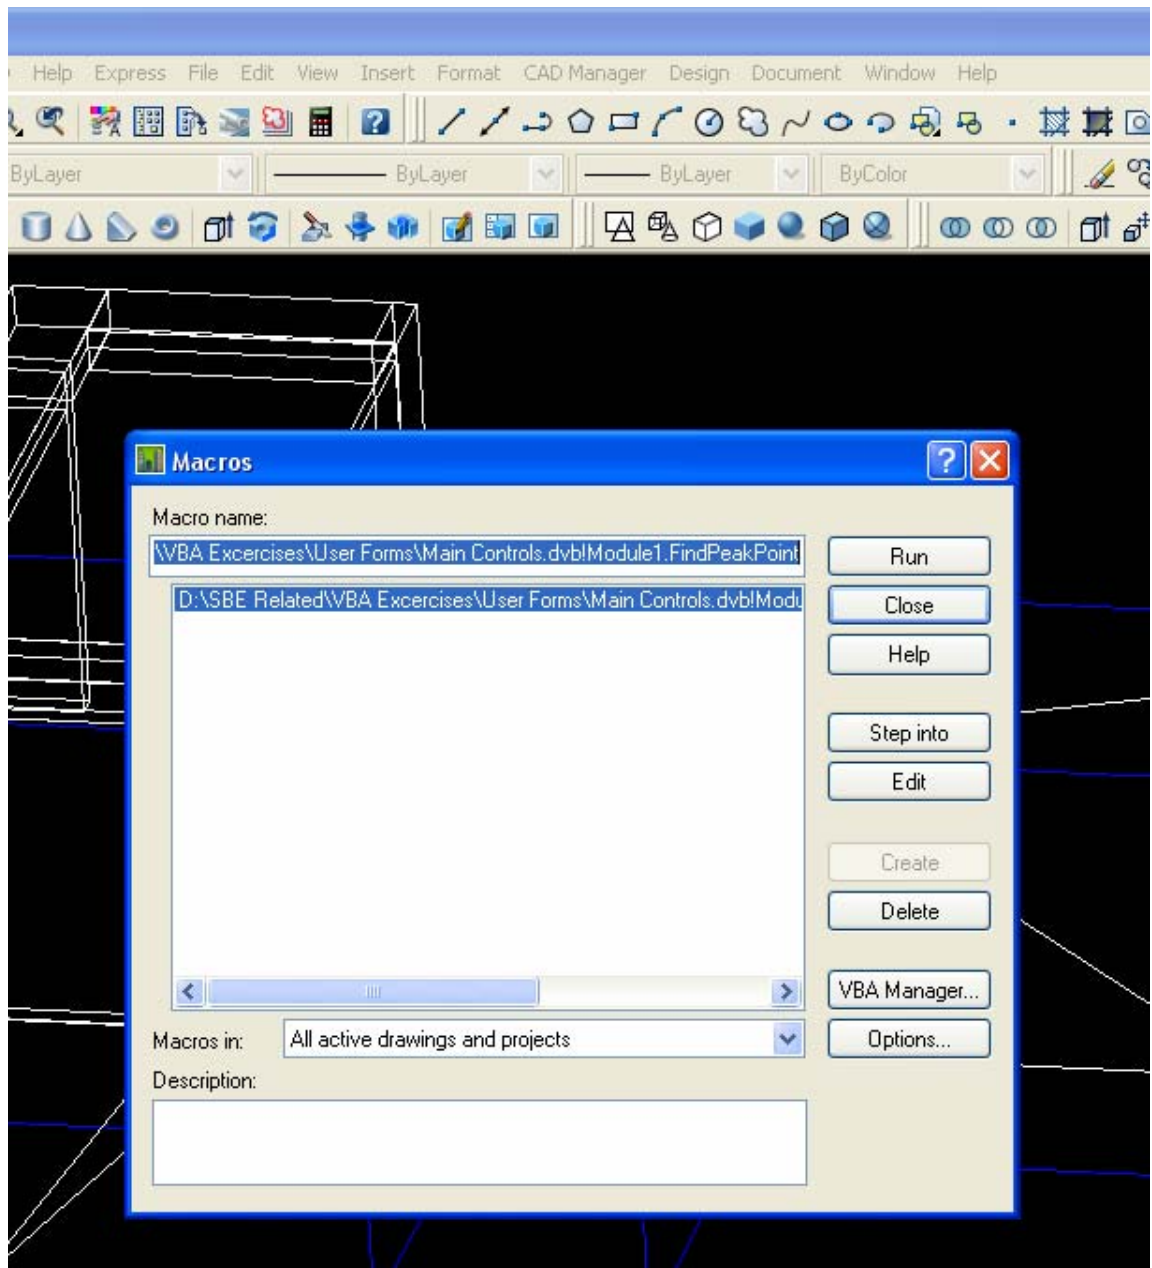 Help Express File Edit View Insert Format CAD Manager Design Document Window Help
ByLayer ByLayer ByLayer ByColor
Macros
Macro name:
\VBA Excercises\User Forms\Main Controls.dvb!Module1.FindPeakPoint
Run
D:\SBE Related\VBA Excercises\User Forms\Main Controls.dvb!Modu
Close
Help
Step into
Edit
Create
Delete
VBA Manager...
Macros in: All active drawings and projects
Options...
Description: